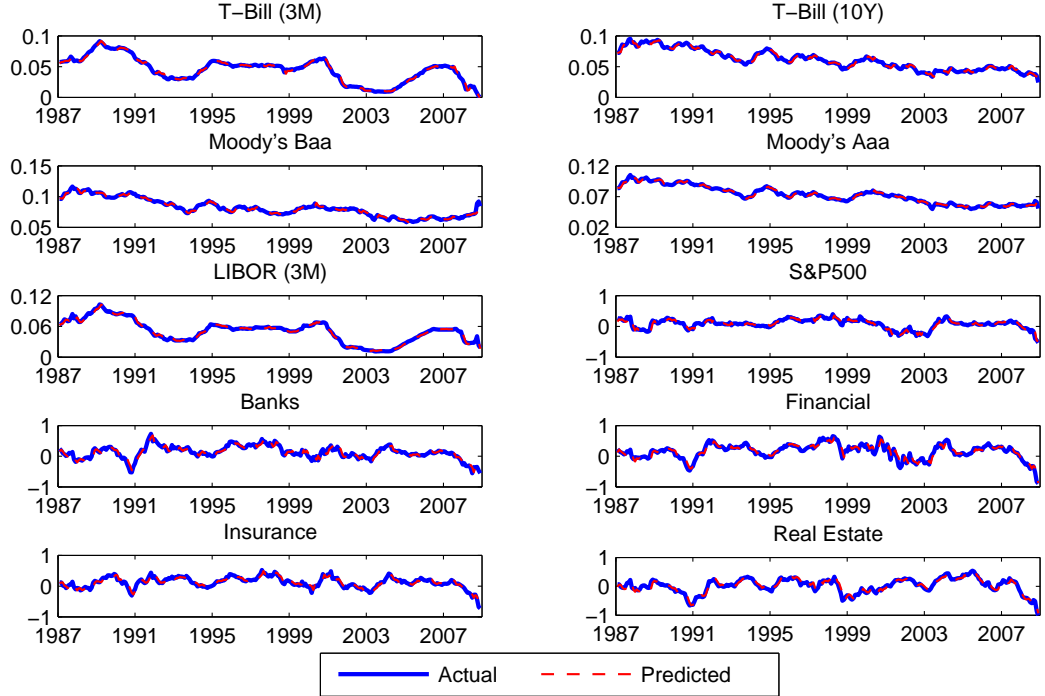 T−Bill (3M)
T−Bill (10Y)
0.1
0.05
0
1987 1991 1995 1999 2003 2007
0.1
0.05
0
1987 1991 1995 1999 2003 2007
Moody's Baa
Moody's Aaa
0.15
0.1
0.05
1987 1991 1995 1999 2003 2007
0.12
0.07
0.02
1987 1991 1995 1999 2003 2007
LIBOR (3M)
S&P500
0.12
0.06
0
1987 1991 1995 1999 2003 2007
1
0
−1
1987 1991 1995 1999 2003 2007
Banks
Financial
1
0
−1
1987 1991 1995 1999 2003 2007
1
0
−1
1987 1991 1995 1999 2003 2007
Insurance
Real Estate
1
0
−1
1987 1991 1995 1999 2003 2007
1
0
−1
1987 1991 1995 1999 2003 2007
Actual Predicted